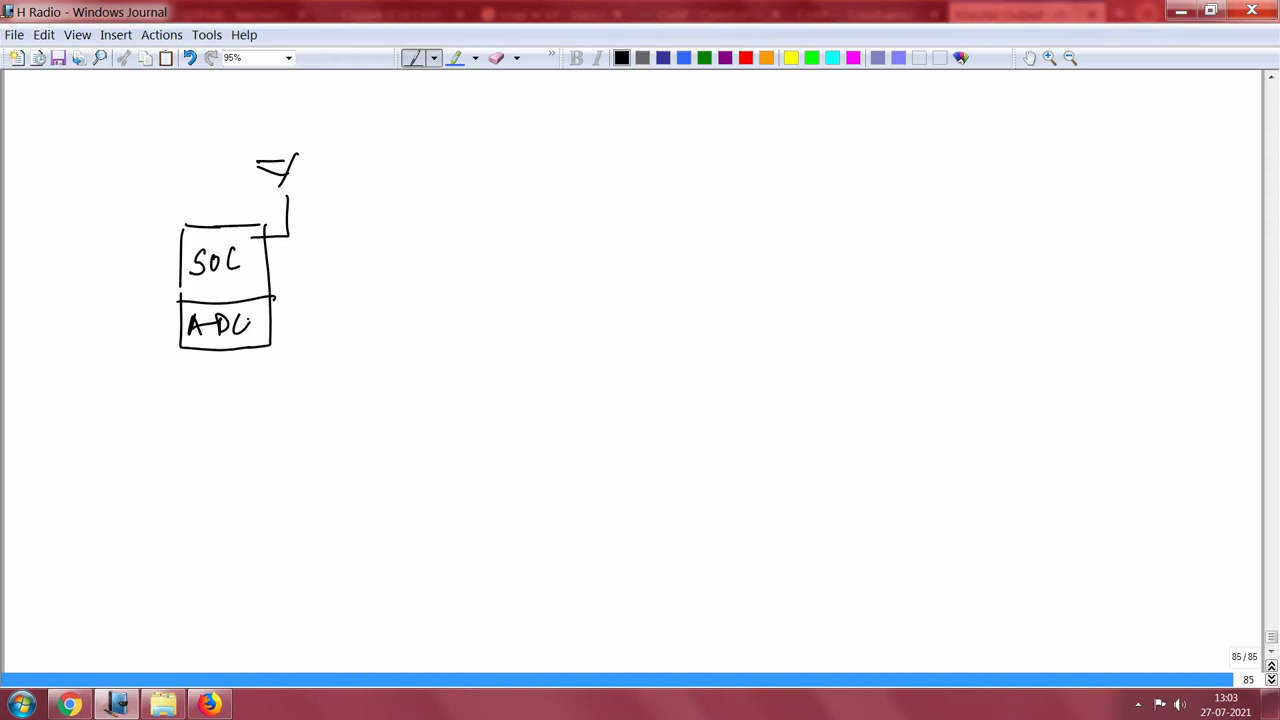 H Radio - Windows Journal
File Edit View Insert Actions Tools Help
95%
B I
SOC
ADC
85 / 85
85
13:03
27-07-2021